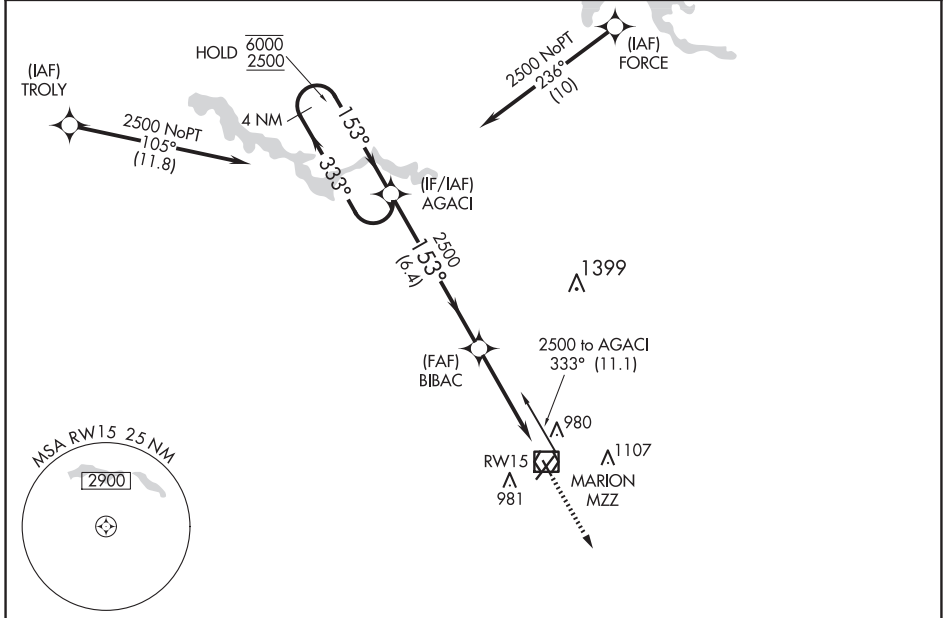 (IAF)
TROLY
2500 NoPT
105°
(11.8)
HOLD 6000
2500
4 NM
153°
333°
(IF/IAF)
AGACI
2500 NoPT
236°
(10)
(IAF)
FORCE
2500
153°
(6.4)
1399
(FAF)
BIBAC
2500 to AGACI
333° (11.1)
980
RW15
1107
981
MARION
MZZ
MSA RW15 25 NM
2900